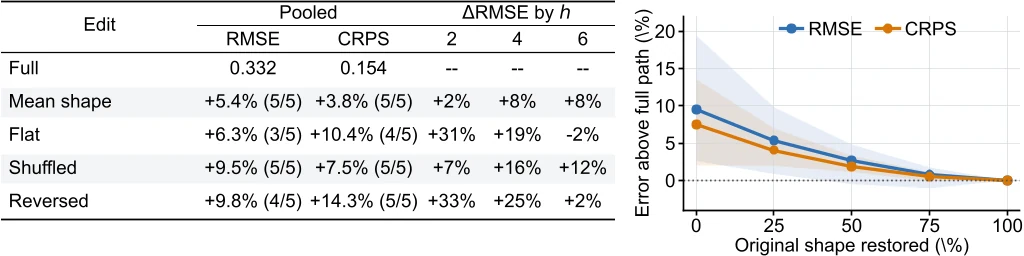 Edit Pooled ΔRMSE by h
RMSE CRPS 2 4 6
Full 0.332 0.154 -- -- --
Mean shape +5.4% (5/5) +3.8% (5/5) +2% +8% +8%
Flat +6.3% (3/5) +10.4% (4/5) +31% +19% -2%
Shuffled +9.5% (5/5) +7.5% (5/5) +7% +16% +12%
Reversed +9.8% (4/5) +14.3% (5/5) +33% +25% +2%
Error above full path (\%)
RMSE CRPS
20
15
10
5
0
0 25 50 75 100
Original shape restored (\%)